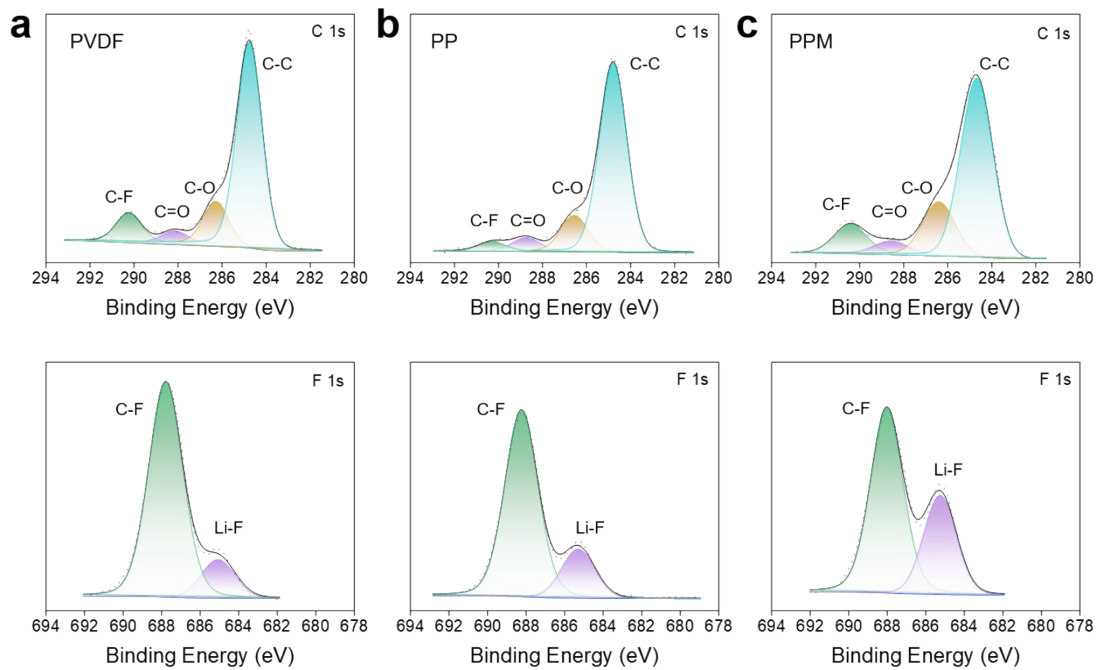 a
PVDF
C 1s
C-C
C-O
C-F
C=O
294 292 290 288 286 284 282 280
Binding Energy (eV)
b
PP
C 1s
C-C
C-O
C-F
C=O
294 292 290 288 286 284 282 280
Binding Energy (eV)
c
PPM
C 1s
C-C
C-O
C-F
C=O
294 292 290 288 286 284 282 280
Binding Energy (eV)
F 1s
C-F
Li-F
694 692 690 688 686 684 682 680 678
Binding Energy (eV)
F 1s
C-F
Li-F
694 692 690 688 686 684 682 680 678
Binding Energy (eV)
F 1s
C-F
Li-F
694 692 690 688 686 684 682 680 678
Binding Energy (eV)